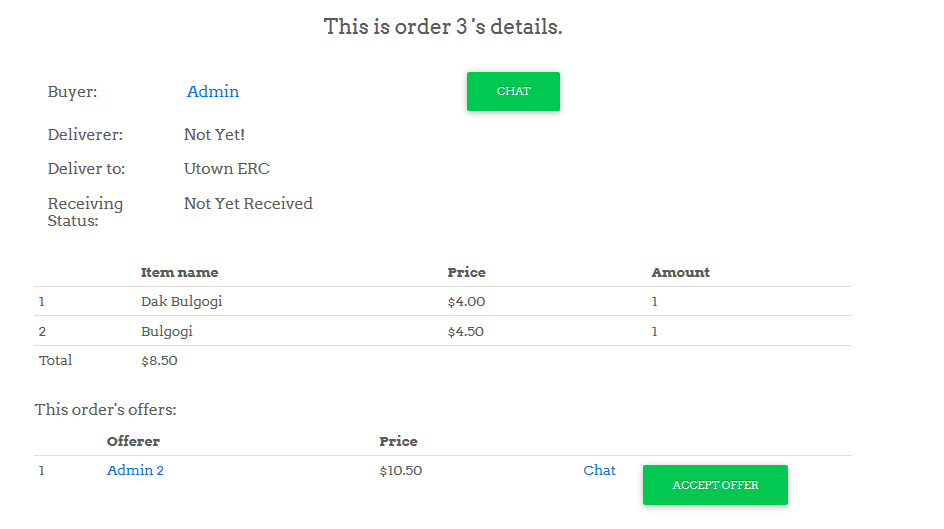 This is order 3 's details.
Buyer: Admin CHAT
Deliverer: Not Yet!
Deliver to: Utown ERC
Receiving Status: Not Yet Received
Item name Price Amount
1 Dak Bulgogi $4.00 1
2 Bulgogi $4.50 1
Total $8.50
This order's offers:
Offerer Price
1 Admin 2 $10.50 Chat ACCEPT OFFER